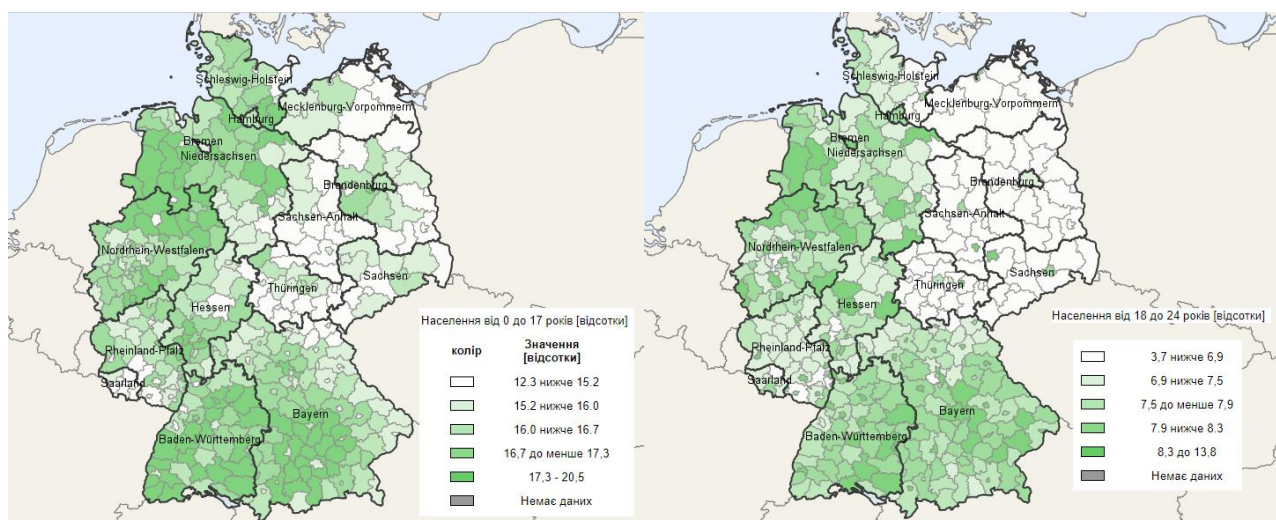 Schleswig-Holstein
Mecklenburg-Vorpommern
Hamburg
Bremen
Niedersachsen
Brandenburg
Sachsen-Anhalt
Nordrhein-Westfalen
Sachsen
Thüringen
Hessen
Rheinland-Pfalz
Saarland
Bayern
Baden-Württemberg
Населення від 0 до 17 років [відсотки]
колір Значення
[відсотки]
12.3 нижче 15.2
15.2 нижче 16.0
16.0 нижче 16.7
16,7 до менше 17,3
17,3 - 20,5
Немає даних
Schleswig-Holstein
Mecklenburg-Vorpommern
Hamburg
Bremen
Niedersachsen
Brandenburg
Sachsen-Anhalt
Nordrhein-Westfalen
Sachsen
Thüringen
Hessen
Rheinland-Pfalz
Saarland
Bayern
Baden-Württemberg
Населення від 18 до 24 років [відсотки]
3,7 нижче 6,9
6,9 нижче 7,5
7,5 до менше 7,9
7.9 нижче 8.3
8,3 до 13,8
Немає даних